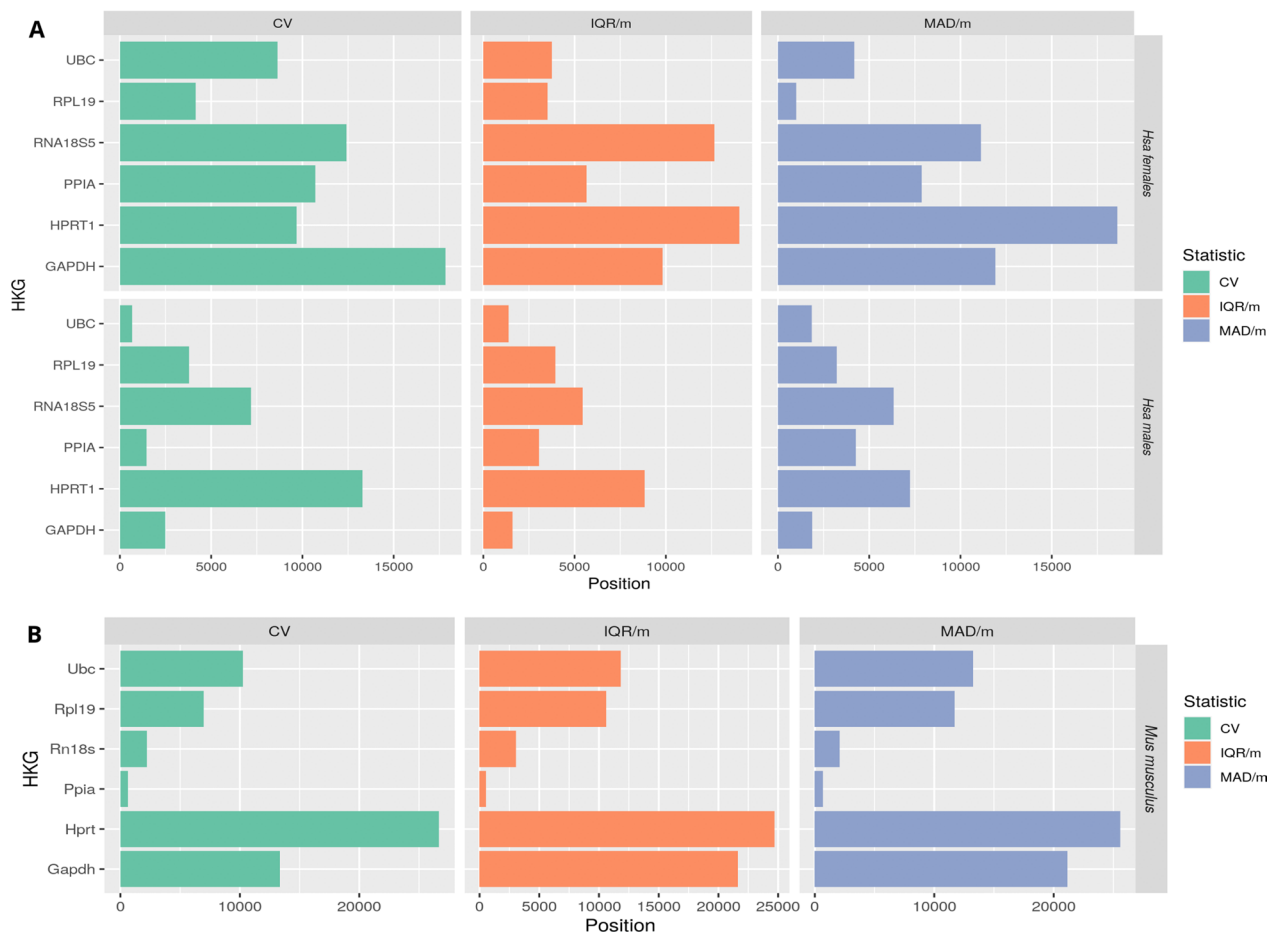 A
CV
IQR/m
MAD/m
HKG
UBC
RPL19
RNA18S5
PPIA
HPRT1
GAPDH
Hsa females
UBC
RPL19
RNA18S5
PPIA
HPRT1
GAPDH
Hsa males
0 5000 10000 15000
0 5000 10000
0 5000 10000 15000
Position
Statistic
CV
IQR/m
MAD/m
B
CV
IQR/m
MAD/m
HKG
Ubc
Rpl19
Rn18s
Ppia
Hprt
Gapdh
Mus musculus
0 10000 20000
0 5000 10000 15000 20000 25000
0 10000 20000
Position
Statistic
CV
IQR/m
MAD/m